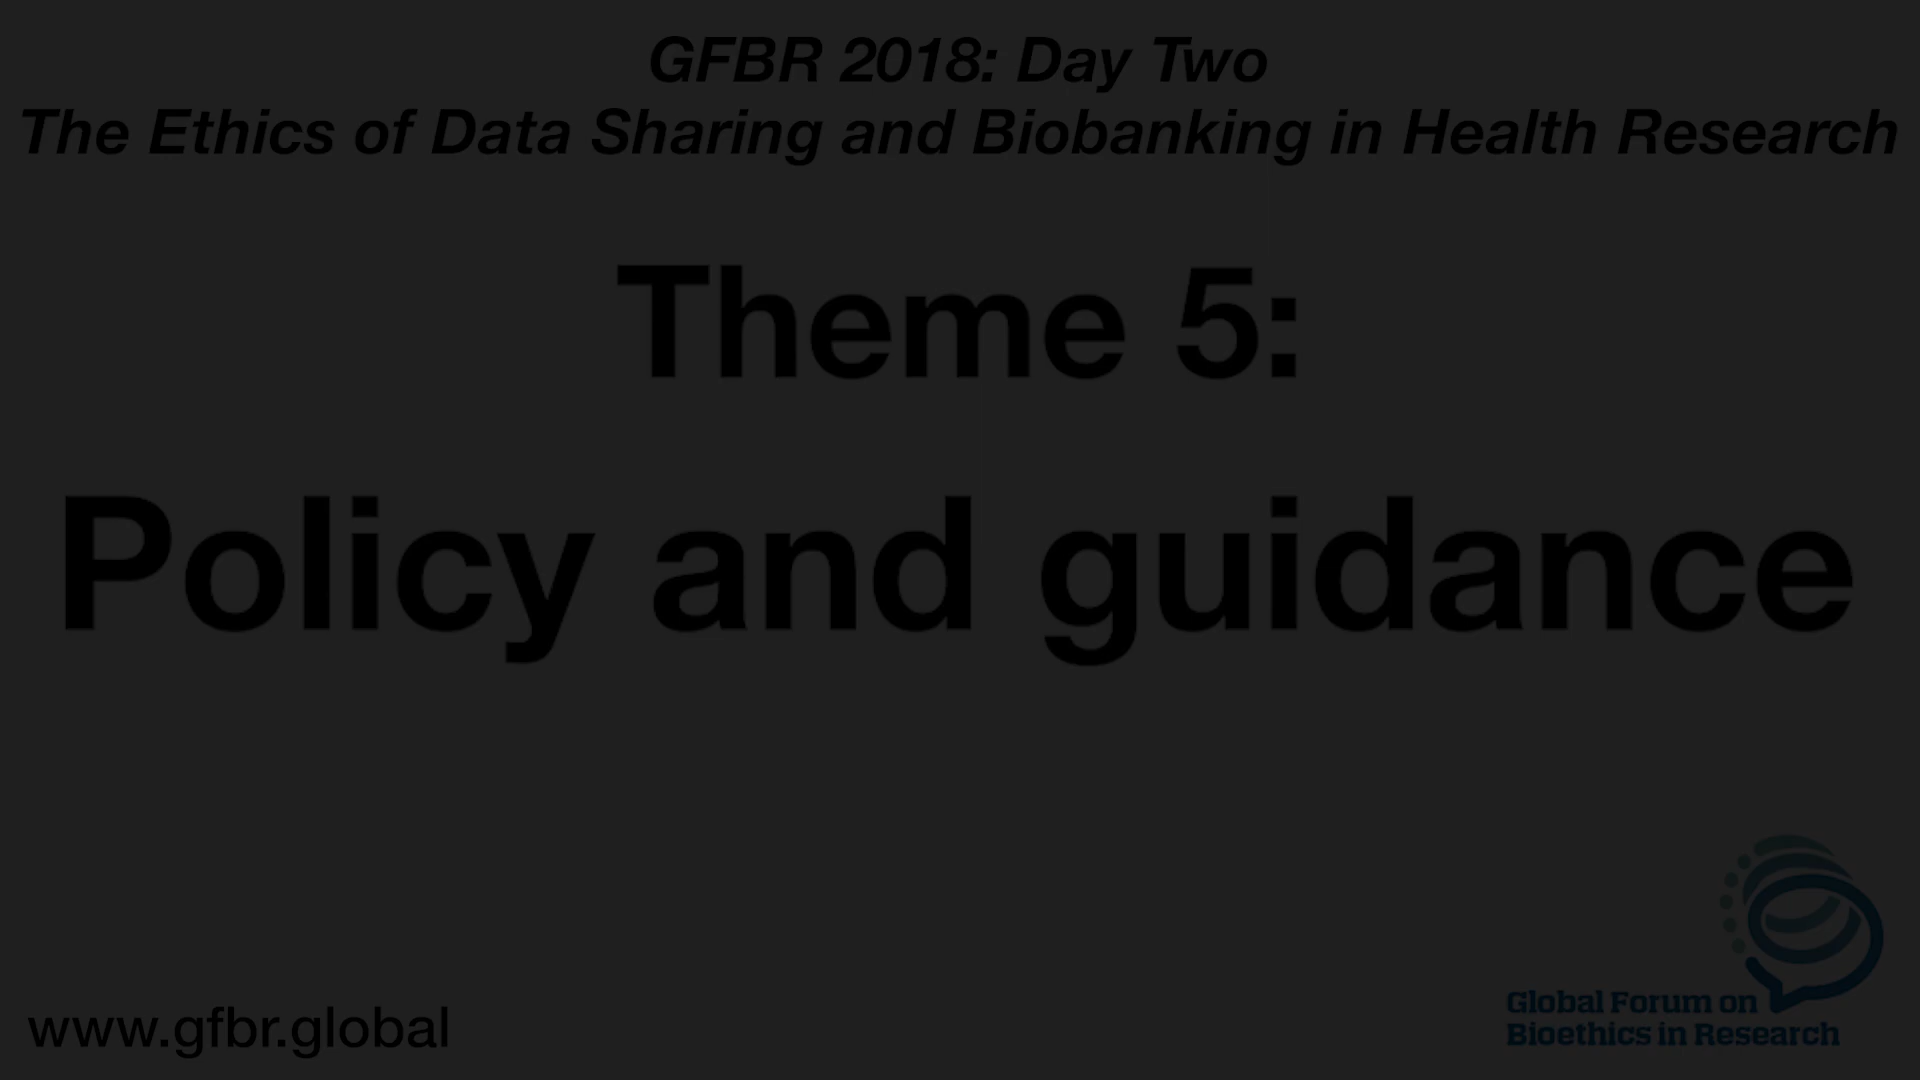 GFBR 2018: Day Two
The Ethics of Data Sharing and Biobanking in Health Research
Theme 5:
Policy and guidance
www.gfbr.global
Global Forum on
Bioethics in Research